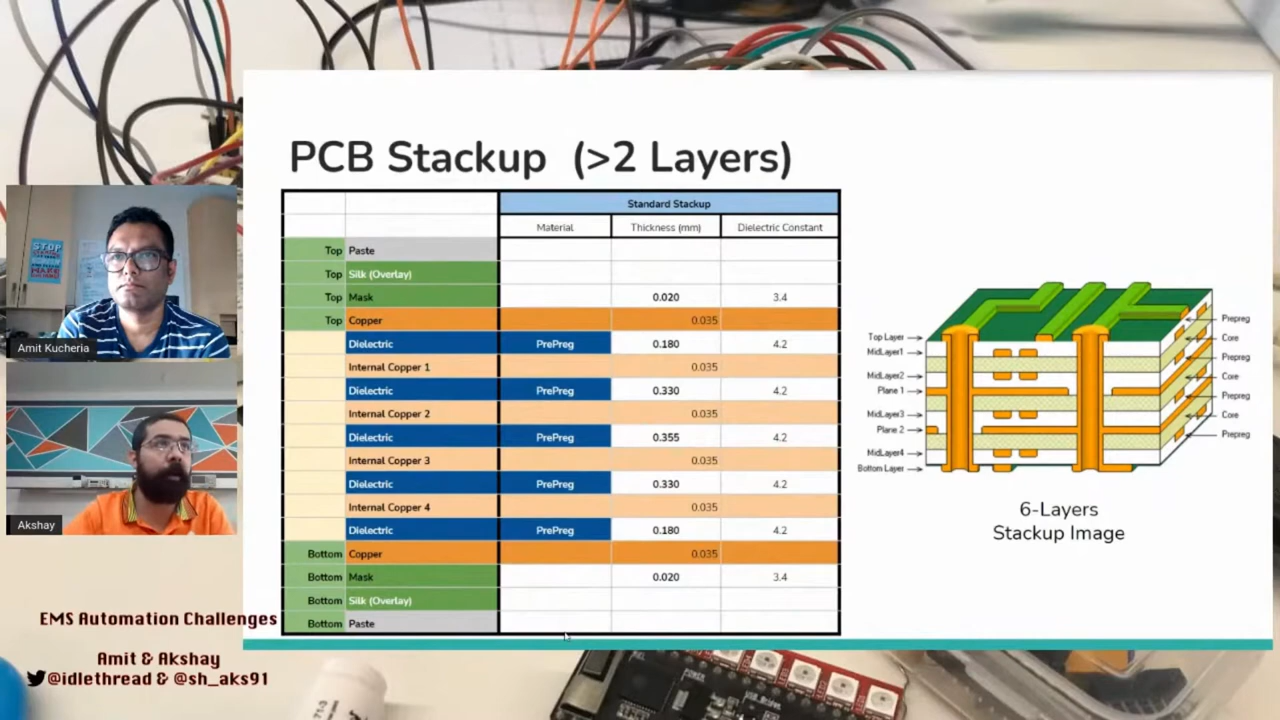 PCB Stackup (>2 Layers)
Standard Stackup
Material Thickness (mm) Dielectric Constant
Top Paste
Top Silk (Overlay)
Top Mask 0.020 3.4
Top Copper 0.035
Dielectric PrePreg 0.180 4.2
Internal Copper 1 0.035
Dielectric PrePreg 0.330 4.2
Internal Copper 2 0.035
Dielectric PrePreg 0.355 4.2
Internal Copper 3 0.035
Dielectric PrePreg 0.330 4.2
Internal Copper 4 0.035
Dielectric PrePreg 0.180 4.2
Bottom Copper 0.035
Bottom Mask 0.020 3.4
Bottom Silk (Overlay)
Bottom Paste
Top Layer
MidLayer1
MidLayer2
Plane 1
MidLayer3
Plane 2
MidLayer4
Bottom Layer
Prepreg
Core
Prepreg
Core
Prepreg
Core
Prepreg
6-Layers
Stackup Image
STOP
Amit Kucheria
Akshay
EMS Automation Challenges
Amit & Akshay
@idlethread & @sh_aks91
POWER